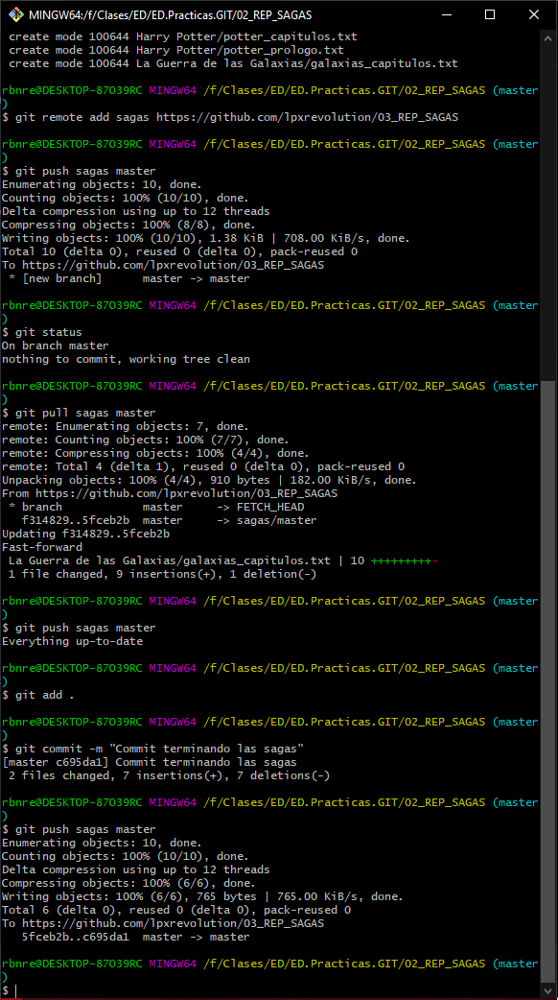 MINGW64:/f/Clases/ED/ED.Practicas.GIT/02_REP_SAGAS
create mode 100644 Harry Potter/potter_capitulos.txt
create mode 100644 Harry Potter/potter_prologo.txt
create mode 100644 La Guerra de las Galaxias/galaxias_capitulos.txt
rbnre@DESKTOP-87O39RC MINGW64 /f/Clases/ED/ED.Practicas.GIT/02_REP_SAGAS (master
)
$ git remote add sagas https://github.com/lpxrevolution/03_REP_SAGAS
rbnre@DESKTOP-87O39RC MINGW64 /f/Clases/ED/ED.Practicas.GIT/02_REP_SAGAS (master
)
$ git push sagas master
Enumerating objects: 10, done.
Counting objects: 100% (10/10), done.
Delta compression using up to 12 threads
Compressing objects: 100% (8/8), done.
Writing objects: 100% (10/10), 1.38 KiB | 708.00 KiB/s, done.
Total 10 (delta 0), reused 0 (delta 0), pack-reused 0
To https://github.com/lpxrevolution/03_REP_SAGAS
* [new branch]      master -> master
rbnre@DESKTOP-87O39RC MINGW64 /f/Clases/ED/ED.Practicas.GIT/02_REP_SAGAS (master
)
$ git status
On branch master
nothing to commit, working tree clean
rbnre@DESKTOP-87O39RC MINGW64 /f/Clases/ED/ED.Practicas.GIT/02_REP_SAGAS (master
)
$ git pull sagas master
remote: Enumerating objects: 7, done.
remote: Counting objects: 100% (7/7), done.
remote: Compressing objects: 100% (4/4), done.
remote: Total 4 (delta 1), reused 0 (delta 0), pack-reused 0
Unpacking objects: 100% (4/4), 910 bytes | 182.00 KiB/s, done.
From https://github.com/lpxrevolution/03_REP_SAGAS
* branch            master     -> FETCH_HEAD
f314829..5fceb2b  master     -> sagas/master
Updating f314829..5fceb2b
Fast-forward
La Guerra de las Galaxias/galaxias_capitulos.txt | 10 +++++++++-
1 file changed, 9 insertions(+), 1 deletion(-)
rbnre@DESKTOP-87O39RC MINGW64 /f/Clases/ED/ED.Practicas.GIT/02_REP_SAGAS (master
)
$ git push sagas master
Everything up-to-date
rbnre@DESKTOP-87O39RC MINGW64 /f/Clases/ED/ED.Practicas.GIT/02_REP_SAGAS (master
)
$ git add .
rbnre@DESKTOP-87O39RC MINGW64 /f/Clases/ED/ED.Practicas.GIT/02_REP_SAGAS (master
)
$ git commit -m "Commit terminando las sagas"
[master c695da1] Commit terminando las sagas
2 files changed, 7 insertions(+), 7 deletions(-)
rbnre@DESKTOP-87O39RC MINGW64 /f/Clases/ED/ED.Practicas.GIT/02_REP_SAGAS (master
)
$ git push sagas master
Enumerating objects: 10, done.
Counting objects: 100% (10/10), done.
Delta compression using up to 12 threads
Compressing objects: 100% (6/6), done.
Writing objects: 100% (6/6), 765 bytes | 765.00 KiB/s, done.
Total 6 (delta 0), reused 0 (delta 0), pack-reused 0
To https://github.com/lpxrevolution/03_REP_SAGAS
5fceb2b..c695da1  master -> master
rbnre@DESKTOP-87O39RC MINGW64 /f/Clases/ED/ED.Practicas.GIT/02_REP_SAGAS (master
)
$